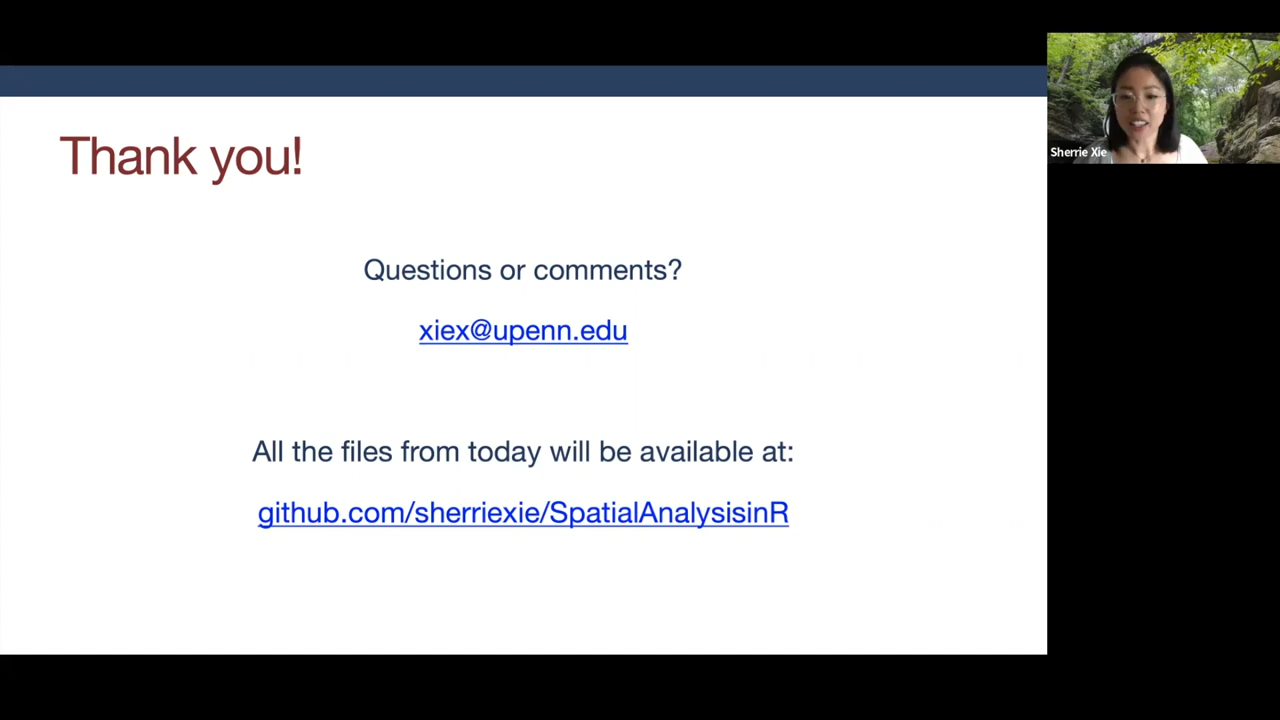 Thank you!
Questions or comments?
xiex@upenn.edu
All the files from today will be available at:
github.com/sherriexie/SpatialAnalysisinR
Sherrie Xie